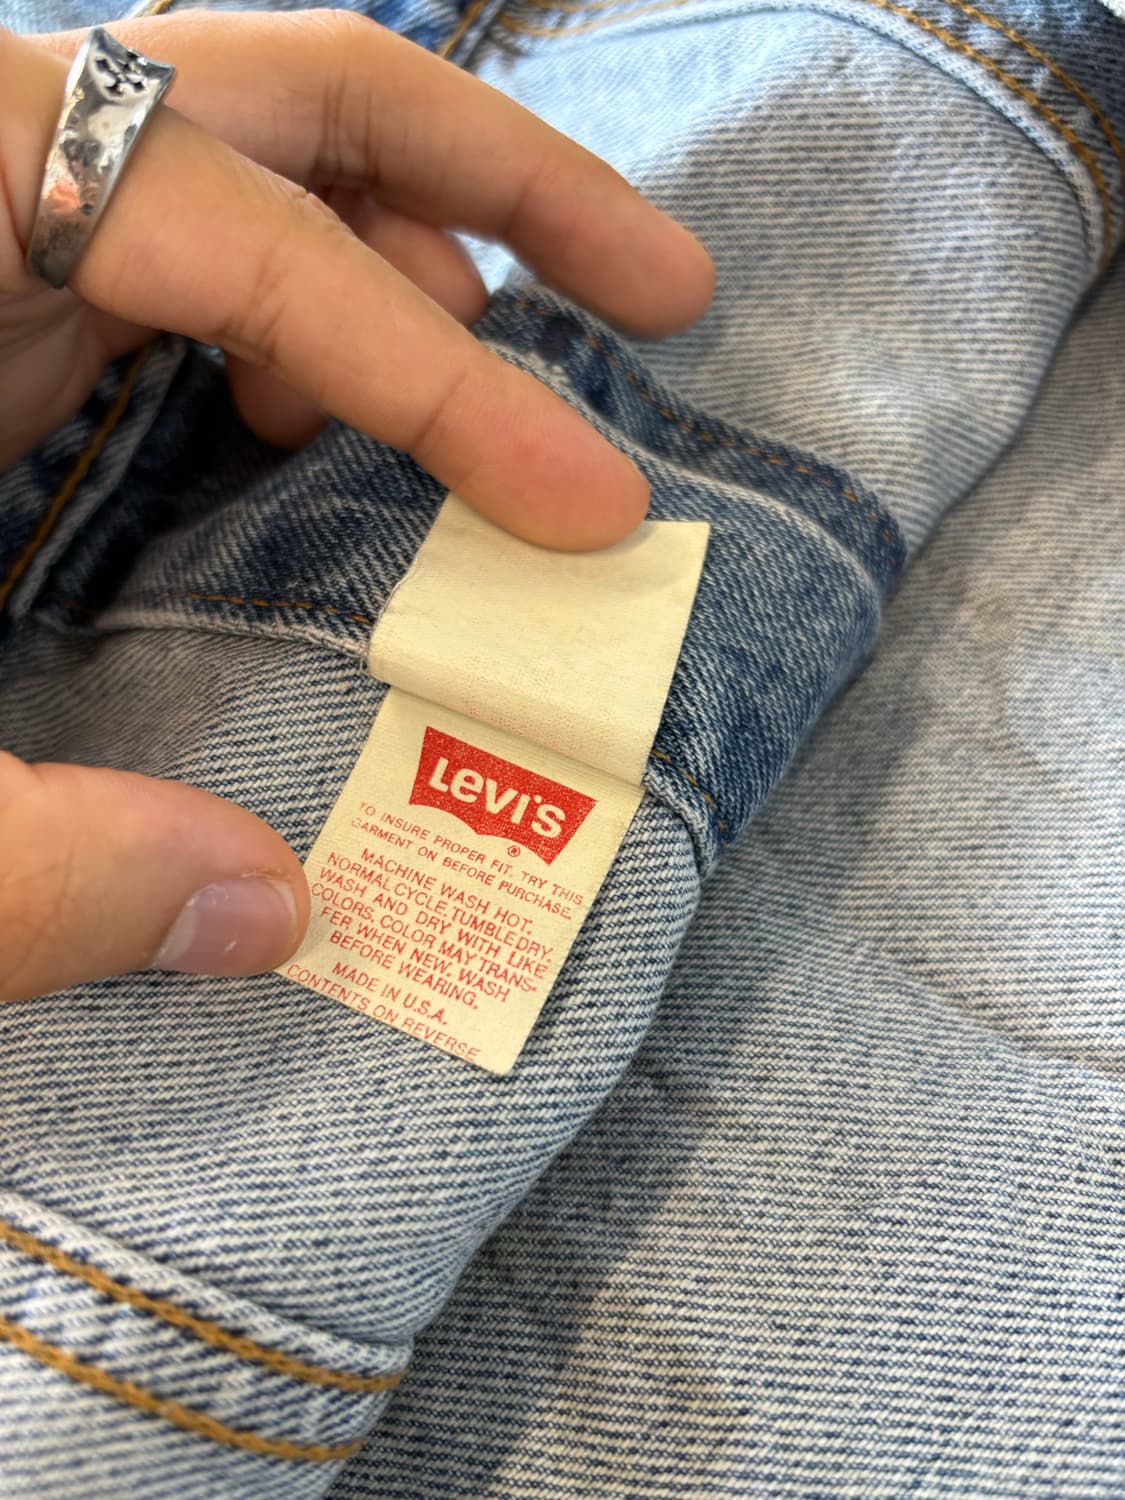 Levi's
®
TO INSURE PROPER FIT, TRY THIS
GARMENT ON BEFORE PURCHASE.
MACHINE WASH HOT,
NORMAL CYCLE, TUMBLE DRY.
WASH AND DRY WITH LIKE
COLORS, COLOR MAY TRANS-
FER WHEN NEW. WASH
BEFORE WEARING.
MADE IN U.S.A.
CONTENTS ON REVERSE